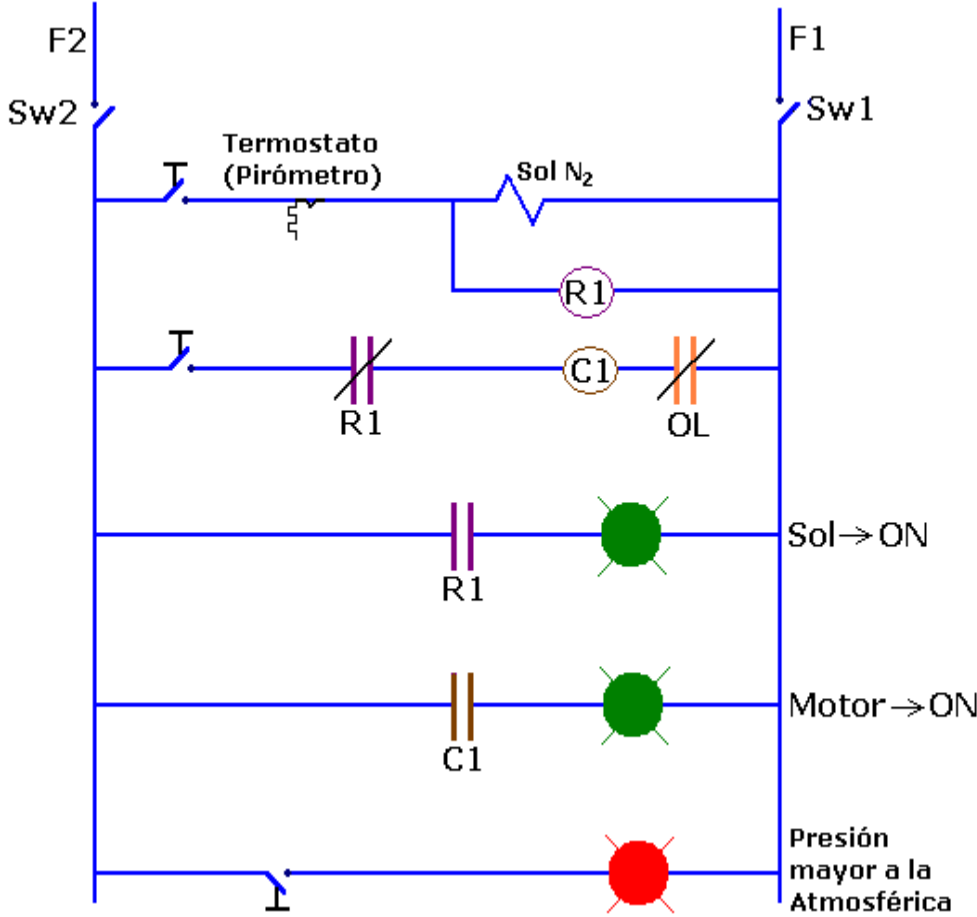 F2
F1
Sw2
Sw1
Termostato
(Pirómetro)
Sol N₂
R1
C1
R1
OL
Sol→ON
R1
Motor→ON
C1
Presión
mayor a la
Atmosférica